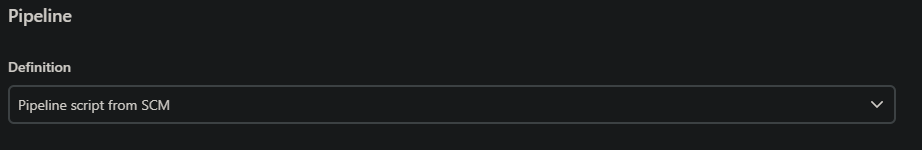 Pipeline
Definition
Pipeline script from SCM